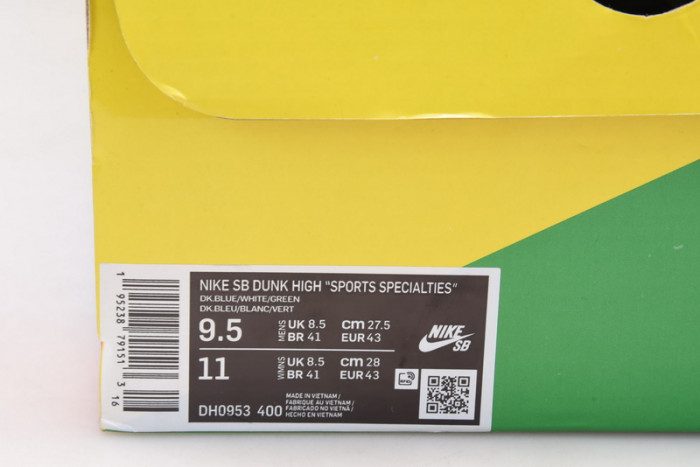 NIKE SB DUNK HIGH "SPORTS SPECIALTIES"
DK.BLUE/WHITE/GREEN
DK.BLEU/BLANC/VERT
9.5 MENS UK 8.5 cm 27.5
BR 41 EUR 43
11 WMNS UK 8.5 cm 28
BR 41 EUR 43
DH0953 400
MADE IN VIETNAM /
FABRIQUE AU VIETNAM /
FABRICADO NO VIETNÃ /
HECHO EN VIETNAM
NIKE
SB
1 95238 79151 3 16